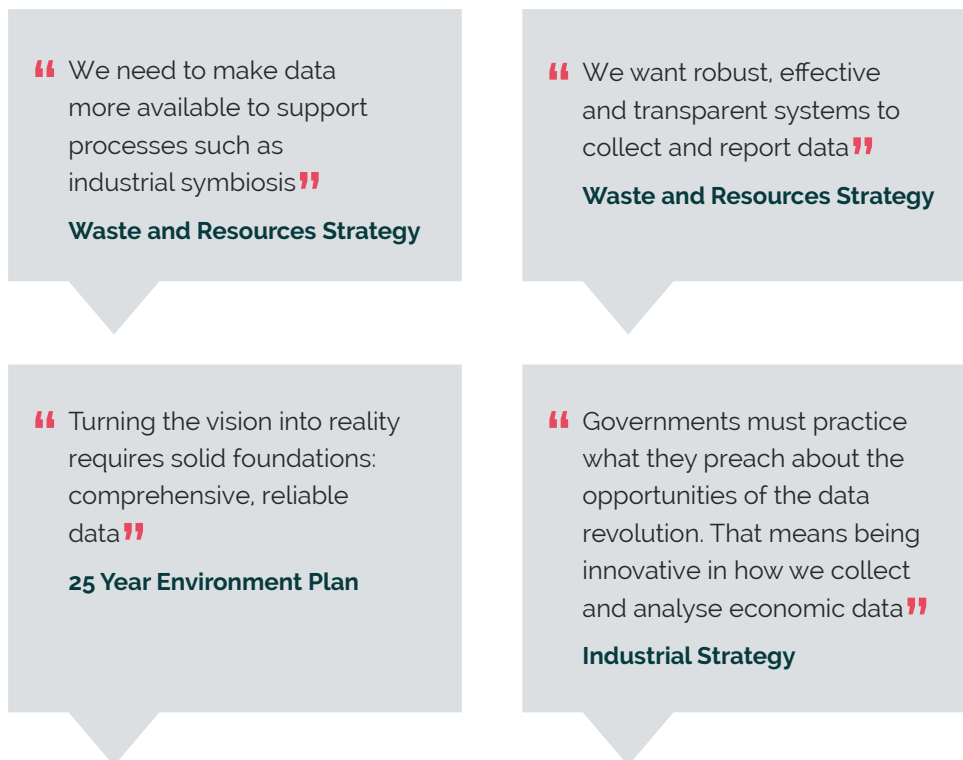 “ We need to make data
more available to support
processes such as
industrial symbiosis ”
Waste and Resources Strategy
“ We want robust, effective
and transparent systems to
collect and report data ”
Waste and Resources Strategy
“ Turning the vision into reality
requires solid foundations:
comprehensive, reliable
data ”
25 Year Environment Plan
“ Governments must practice
what they preach about the
opportunities of the data
revolution. That means being
innovative in how we collect
and analyse economic data ”
Industrial Strategy